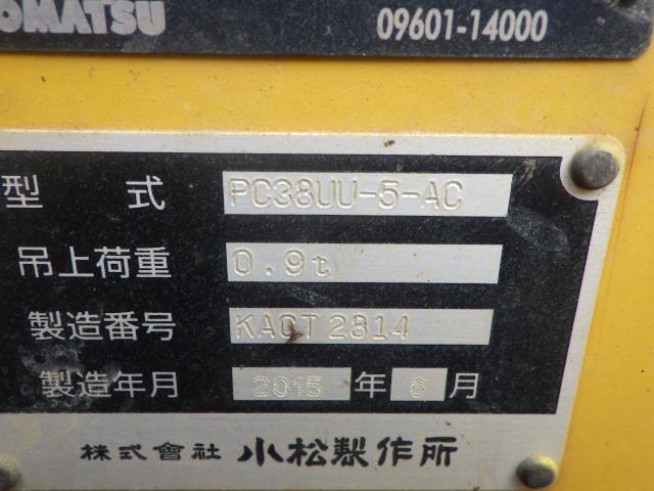 KOMATSU 09601-14000
型 式 PC38UU-5-AC
吊上荷重 0.9t
製造番号 KACT2814
製造年月 2015 年 6 月
株式會社 小松製作所